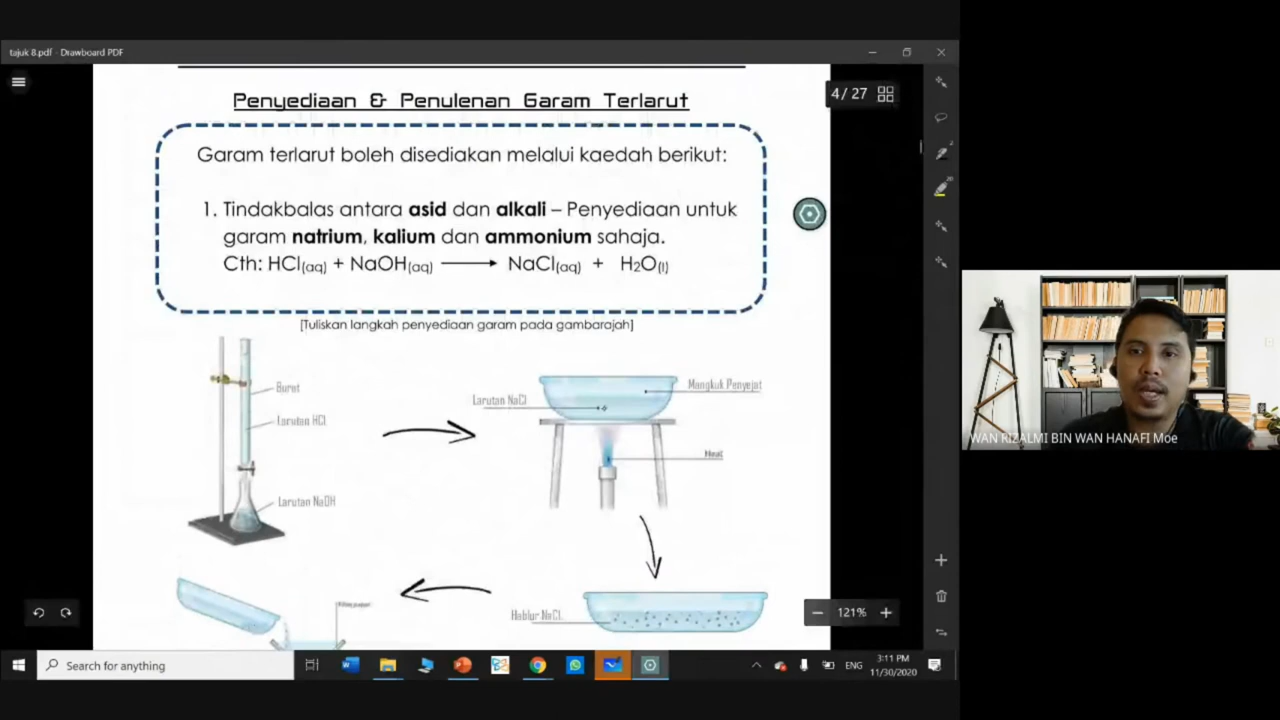 tajuk 8.pdf - Drawboard PDF
4/27
Penyediaan & Penulenan Garam Terlarut
Garam terlarut boleh disediakan melalui kaedah berikut:
1. Tindakbalas antara asid dan alkali – Penyediaan untuk
garam natrium, kalium dan ammonium sahaja.
Cth: HCl(aq) + NaOH(aq) ⟶ NaCl(aq) + H2O(l)
[Tuliskan langkah penyediaan garam pada gambarajah]
Buret
Larutan HCl
Larutan NaOH
Larutan NaCl
Mangkuk Penyejat
Heat
Hablur NaCl
121%
WAN RIZALMI BIN WAN HANAFI Moe
Search for anything
ENG
3:11 PM
11/30/2020